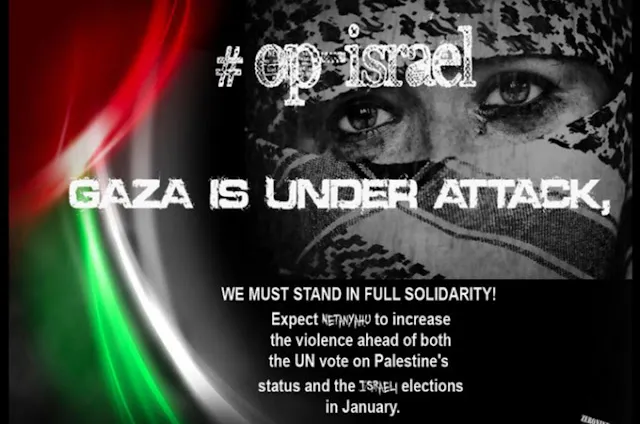 # op-israel
GAZA IS UNDER ATTACK,
WE MUST STAND IN FULL SOLIDARITY!
Expect NETANYAHU to increase
the violence ahead of both
the UN vote on Palestine's
status and the ISRAELI elections
in January.